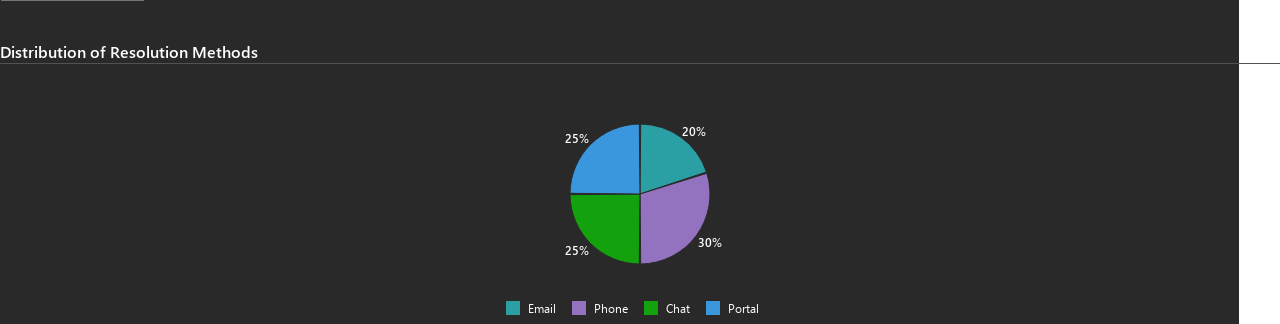 Distribution of Resolution Methods
25%
20%
25%
30%
Email
Phone
Chat
Portal